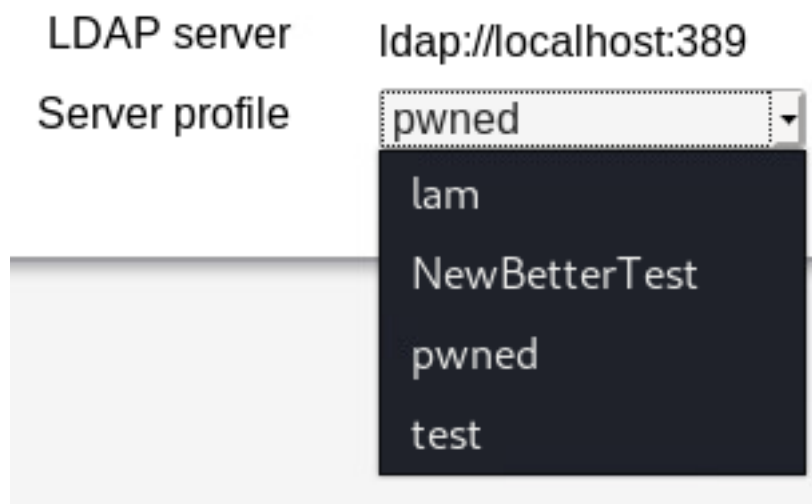 LDAP server ldap://localhost:389
Server profile pwned
lam
NewBetterTest
pwned
test